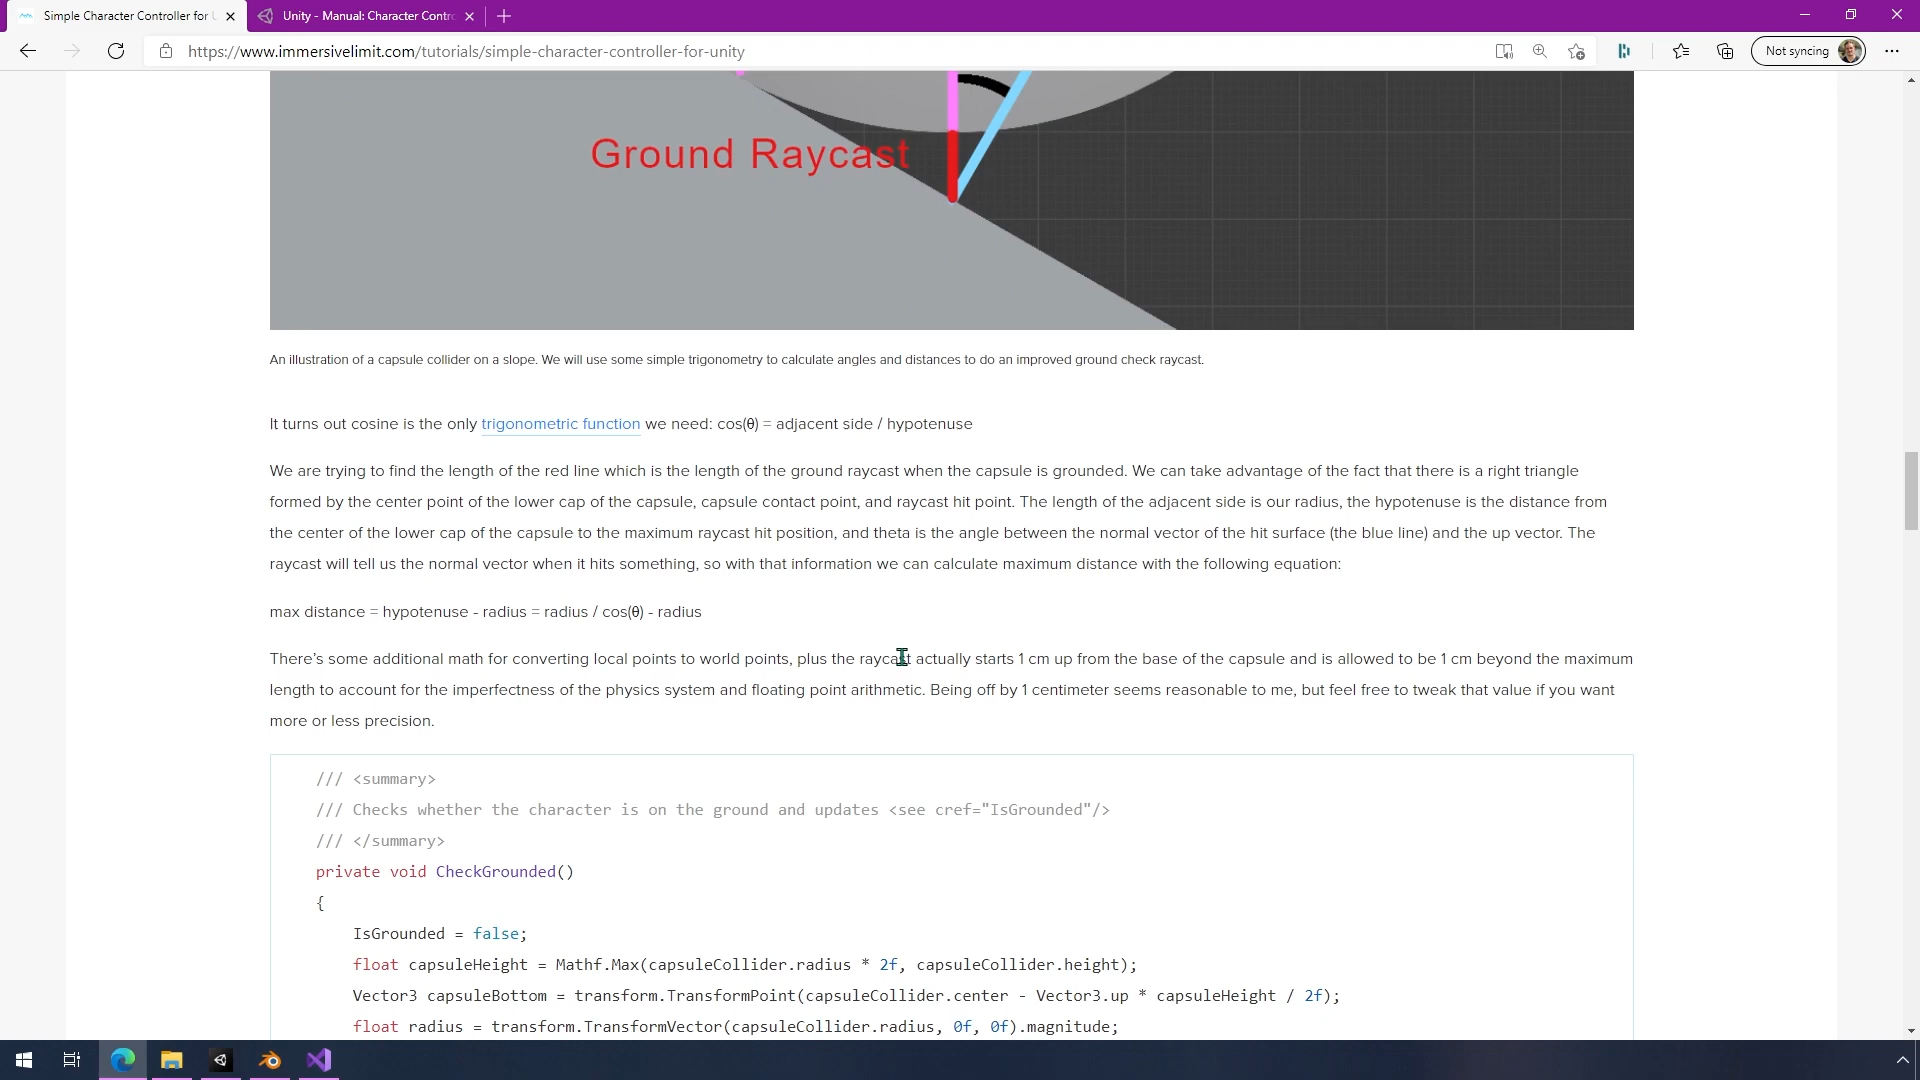 Simple Character Controller for U
Unity - Manual: Character Contro
https://www.immersivelimit.com/tutorials/simple-character-controller-for-unity
Not syncing
Ground Raycast
An illustration of a capsule collider on a slope. We will use some simple trigonometry to calculate angles and distances to do an improved ground check raycast.
It turns out cosine is the only trigonometric function we need: cos(θ) = adjacent side / hypotenuse
We are trying to find the length of the red line which is the length of the ground raycast when the capsule is grounded. We can take advantage of the fact that there is a right triangle
formed by the center point of the lower cap of the capsule, capsule contact point, and raycast hit point. The length of the adjacent side is our radius, the hypotenuse is the distance from
the center of the lower cap of the capsule to the maximum raycast hit position, and theta is the angle between the normal vector of the hit surface (the blue line) and the up vector. The
raycast will tell us the normal vector when it hits something, so with that information we can calculate maximum distance with the following equation:
max distance = hypotenuse - radius = radius / cos(θ) - radius
There's some additional math for converting local points to world points, plus the raycast actually starts 1 cm up from the base of the capsule and is allowed to be 1 cm beyond the maximum
length to account for the imperfectness of the physics system and floating point arithmetic. Being off by 1 centimeter seems reasonable to me, but feel free to tweak that value if you want
more or less precision.
/// <summary>
/// Checks whether the character is on the ground and updates <see cref="IsGrounded"/>
/// </summary>
private void CheckGrounded()
{
IsGrounded = false;
float capsuleHeight = Mathf.Max(capsuleCollider.radius * 2f, capsuleCollider.height);
Vector3 capsuleBottom = transform.TransformPoint(capsuleCollider.center - Vector3.up * capsuleHeight / 2f);
float radius = transform.TransformVector(capsuleCollider.radius, 0f, 0f).magnitude;